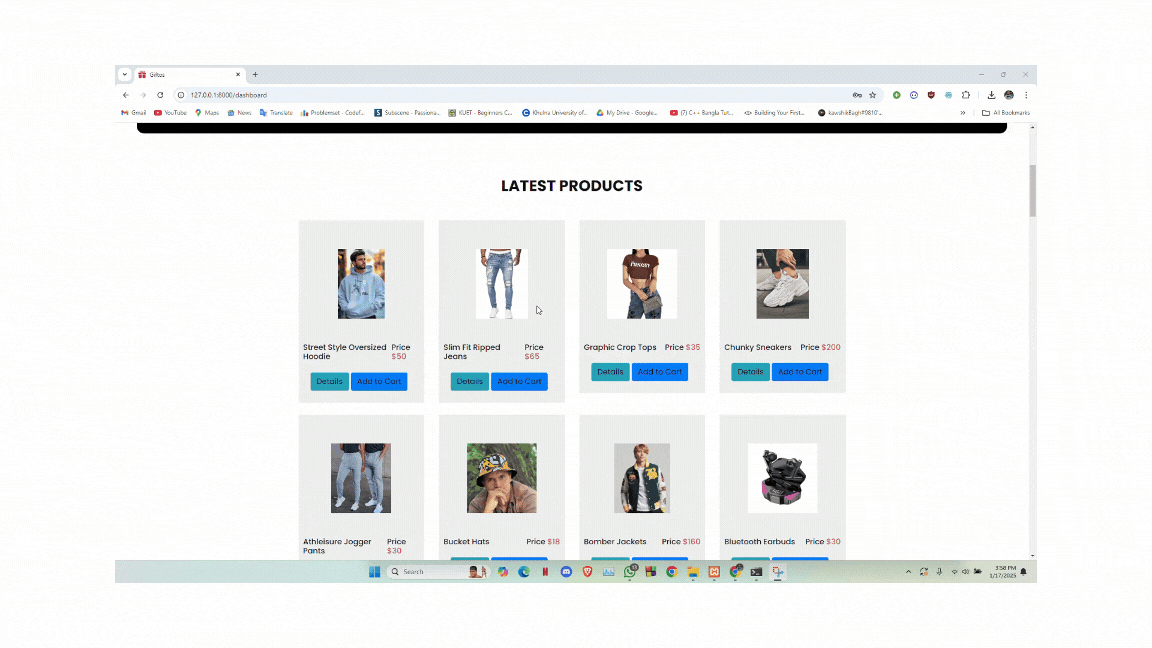 Giftos
127.0.0.1:8000/dashboard
Gmail YouTube Maps News Translate Problemset - Codef... Subscene - Passiona... KUET - Beginners C... Khulna University of... My Drive - Google... (7) C++ Bangla Tut... Building Your First... kawshikBagh#9810'... » All Bookmarks
LATEST PRODUCTS
Street Style Oversized Hoodie Price $50
Slim Fit Ripped Jeans Price $65
Graphic Crop Tops Price $35
Chunky Sneakers Price $200
Details Add to Cart Details Add to Cart Details Add to Cart Details Add to Cart
Athleisure Jogger Pants Price $30
Bucket Hats Price $18
Bomber Jackets Price $160
Bluetooth Earbuds Price $30
Search
3:58 PM
1/17/2025